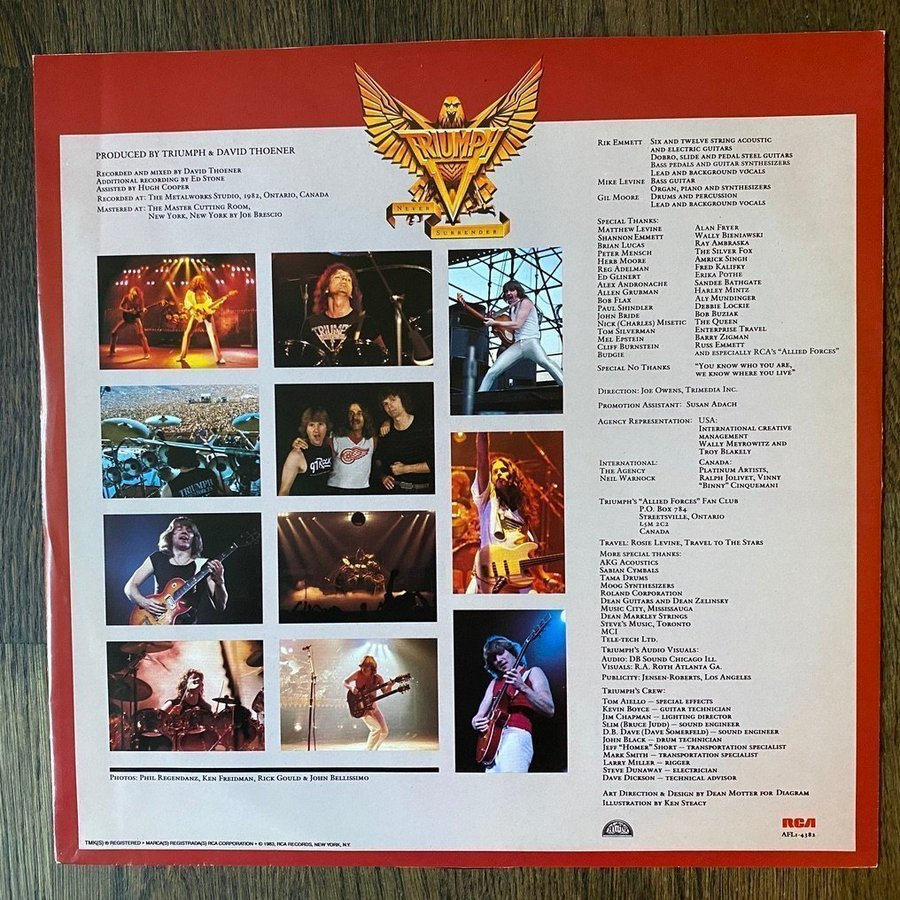 TRIUMPH
NEVER
SURRENDER
PRODUCED BY TRIUMPH & DAVID THOENER
RECORDED AND MIXED BY DAVID THOENER
ADDITIONAL RECORDING BY ED STONE
ASSISTED BY HUGH COOPER
RECORDED AT: THE METALWORKS STUDIO, 1982, ONTARIO, CANADA
MASTERED AT: THE MASTER CUTTING ROOM,
NEW YORK, NEW YORK BY JOE BRESCIO
TRIUMPH
TRIUMPH
PHOTOS: PHIL REGENDANZ, KEN FREIDMAN, RICK GOULD & JOHN BELLISSIMO
RIK EMMETT SIX AND TWELVE STRING ACOUSTIC
AND ELECTRIC GUITARS
DOBRO, SLIDE AND PEDAL STEEL GUITARS
BASS PEDALS AND GUITAR SYNTHESIZERS
LEAD AND BACKGROUND VOCALS
MIKE LEVINE BASS GUITAR
ORGAN, PIANO AND SYNTHESIZERS
GIL MOORE DRUMS AND PERCUSSION
LEAD AND BACKGROUND VOCALS
SPECIAL THANKS:
MATTHEW LEVINE
SHANNON EMMETT
BRIAN LUCAS
PETER MENSCH
HERB MOORE
REG ADELMAN
ED GLINERT
ALEX ANDRONACHE
ALLEN GRUBMAN
BOB FLAX
PAUL SHINDLER
JOHN BRIDE
NICK (CHARLES) MISETIC
TOM SILVERMAN
MEL EPSTEIN
CLIFF BURNSTEIN
BUDGIE
ALAN FRYER
WALLY BIENIAWSKI
RAY AMBRASKA
THE SILVER FOX
AMRICK SINGH
FRED KALIFKY
ERIKA POTHE
SANDEE BATHGATE
HARLEY MINTZ
ALY MUNDINGER
DEBBIE LOCKIE
BOB BUZIAK
THE QUEEN
ENTERPRISE TRAVEL
BARRY ZIGMAN
RUSS EMMETT
AND ESPECIALLY RCA'S "ALLIED FORCES"
SPECIAL NO THANKS "YOU KNOW WHO YOU ARE,
WE KNOW WHERE YOU LIVE"
DIRECTION: JOE OWENS, TRIMEDIA INC.
PROMOTION ASSISTANT: SUSAN ADACH
AGENCY REPRESENTATION: USA:
INTERNATIONAL CREATIVE
MANAGEMENT
WALLY MEYROWITZ AND
TROY BLAKELY
INTERNATIONAL:
THE AGENCY
NEIL WARNOCK
CANADA:
PLATINUM ARTISTS,
RALPH JOLIVET, VINNY
"BINNY" CINQUEMANI
TRIUMPH'S "ALLIED FORCES" FAN CLUB
P.O. BOX 784
STREETSVILLE, ONTARIO
L5M 2C2
CANADA
TRAVEL: ROSIE LEVINE, TRAVEL TO THE STARS
MORE SPECIAL THANKS:
AKG ACOUSTICS
SABIAN CYMBALS
TAMA DRUMS
MOOG SYNTHESIZERS
ROLAND CORPORATION
DEAN GUITARS AND DEAN ZELINSKY
MUSIC CITY, MISSISSAUGA
DEAN MARKLEY STRINGS
STEVE'S MUSIC, TORONTO
MCI
TELE-TECH LTD.
TRIUMPH'S AUDIO VISUALS:
AUDIO: DB SOUND CHICAGO ILL.
VISUALS: R.A. ROTH ATLANTA GA.
PUBLICITY: JENSEN-ROBERTS, LOS ANGELES
TRIUMPH'S CREW:
TOM AIELLO – SPECIAL EFFECTS
KEVIN BOYCE – GUITAR TECHNICIAN
JIM CHAPMAN – LIGHTING DIRECTOR
SLIM (BRUCE JUDD) – SOUND ENGINEER
D.B. DAVE (DAVE SOMERFELD) – SOUND ENGINEER
JOHN BLACK – DRUM TECHNICIAN
JEFF "HOMER" SHORT – TRANSPORTATION SPECIALIST
MARK SMITH – TRANSPORTATION SPECIALIST
LARRY MILLER – RIGGER
STEVE DUNAWAY – ELECTRICIAN
DAVE DICKSON – TECHNICAL ADVISOR
ART DIRECTION & DESIGN BY DEAN MOTTER FOR DIAGRAM
ILLUSTRATION BY KEN STEACY
RCA
AFL1-4382
TMK(S) ® REGISTERED • MARCA(S) REGISTRADA(S) RCA CORPORATION • © 1983, RCA RECORDS, NEW YORK, N.Y.